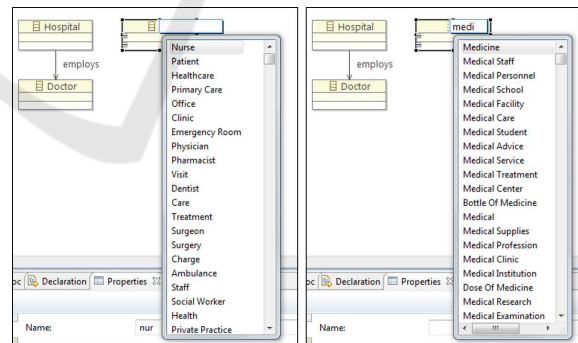 Hospital
employs
Doctor
Nurse
Patient
Healthcare
Primary Care
Office
Clinic
Emergency Room
Physician
Pharmacist
Visit
Dentist
Care
Treatment
Surgeon
Surgery
Charge
Ambulance
Staff
Social Worker
Health
Private Practice
oc Declaration Properties
Name: nur
Hospital
medi
employs
Doctor
Medicine
Medical Staff
Medical Personnel
Medical School
Medical Facility
Medical Care
Medical Student
Medical Advice
Medical Service
Medical Treatment
Medical Center
Bottle Of Medicine
Medical
Medical Supplies
Medical Profession
Medical Clinic
Medical Institution
Dose Of Medicine
Medical Research
Medical Examination
oc Declaration Properties
Name: